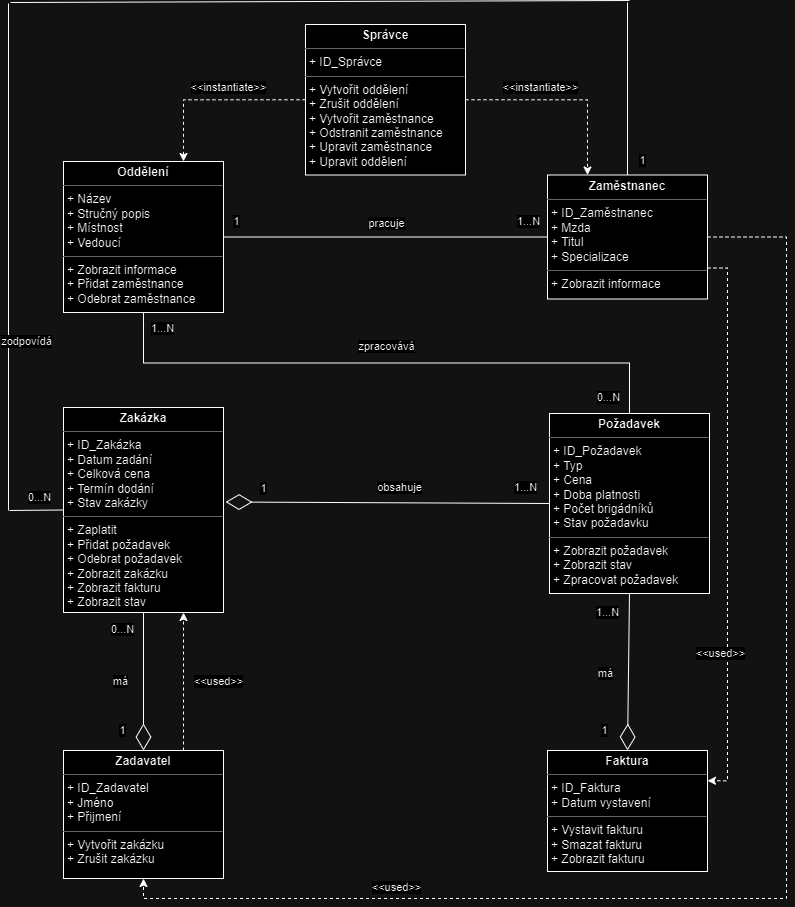 Správce
+ ID_Správce
+ Vytvořit oddělení
+ Zrušit oddělení
+ Vytvořit zaměstnance
+ Odstranit zaměstnance
+ Upravit zaměstnance
+ Upravit oddělení
<<instantiate>>
<<instantiate>>
Oddělení
+ Název
+ Stručný popis
+ Místnost
+ Vedoucí
+ Zobrazit informace
+ Přidat zaměstnance
+ Odebrat zaměstnance
1
pracuje
1...N
1
Zaměstnanec
+ ID_Zaměstnanec
+ Mzda
+ Titul
+ Specializace
+ Zobrazit informace
1...N
zpracovává
0...N
zodpovídá
Zakázka
+ ID_Zakázka
+ Datum zadání
+ Celková cena
+ Termín dodání
+ Stav zakázky
+ Zaplatit
+ Přidat požadavek
+ Odebrat požadavek
+ Zobrazit zakázku
+ Zobrazit fakturu
+ Zobrazit stav
0...N
1
obsahuje
1...N
Požadavek
+ ID_Požadavek
+ Typ
+ Cena
+ Doba platnosti
+ Počet brigádníků
+ Stav požadavku
+ Zobrazit požadavek
+ Zobrazit stav
+ Zpracovat požadavek
0...N
má
1
<<used>>
1...N
má
1
<<used>>
Zadavatel
+ ID_Zadavatel
+ Jméno
+ Přijmení
+ Vytvořit zakázku
+ Zrušit zakázku
Faktura
+ ID_Faktura
+ Datum vystavení
+ Vystavit fakturu
+ Smazat fakturu
+ Zobrazit fakturu
<<used>>